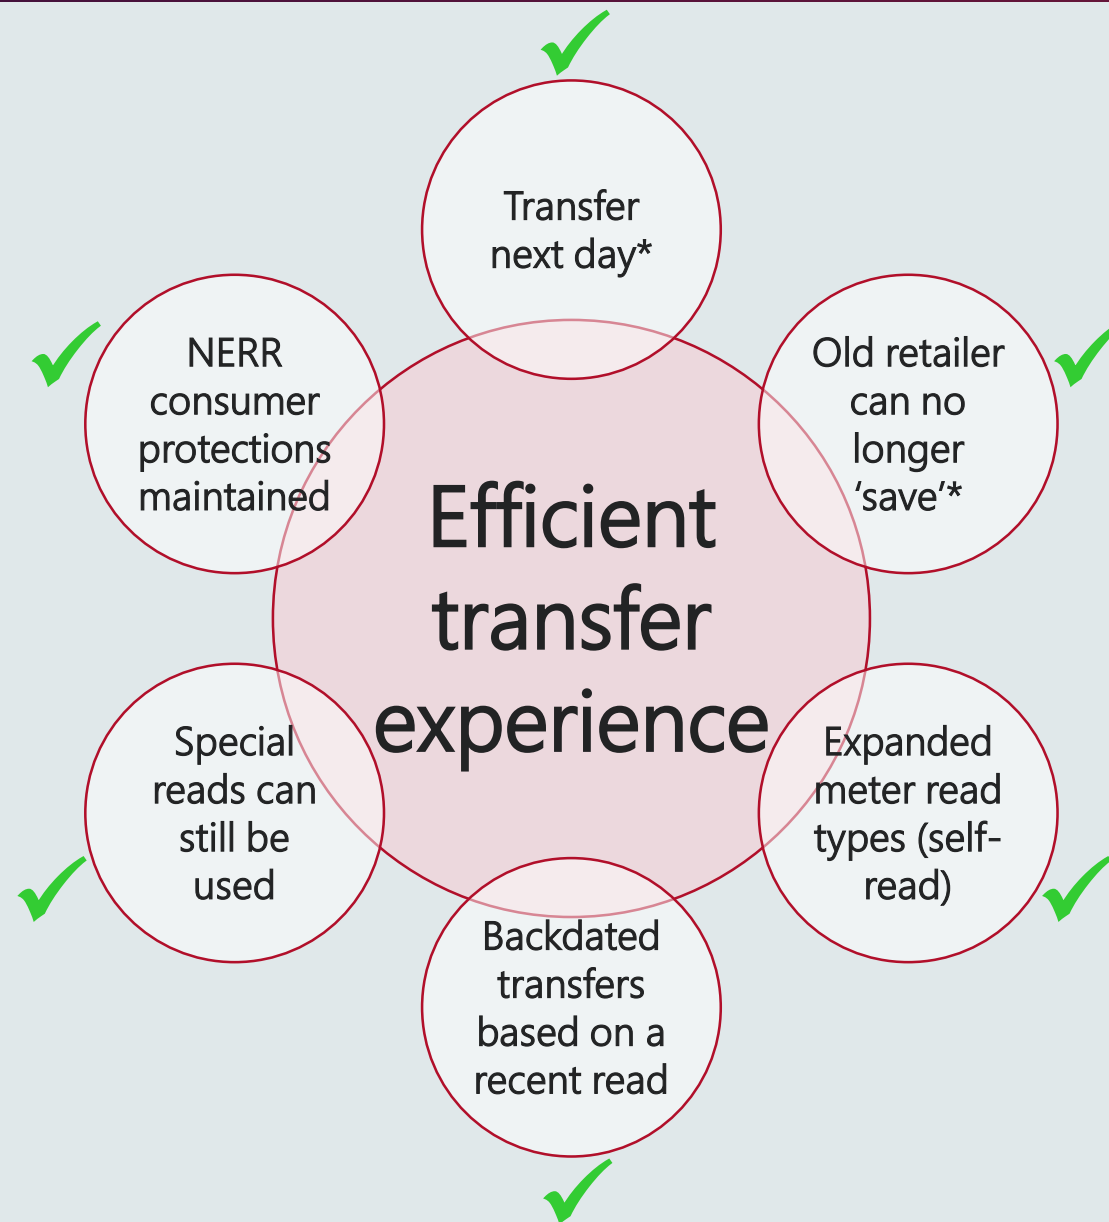 Transfer
next day*
NERR
consumer
protections
maintained
Old retailer
can no
longer
‘save’*
Efficient
transfer
experience
Special
reads can
still be
used
Expanded
meter read
types (self-
read)
Backdated
transfers
based on a
recent read